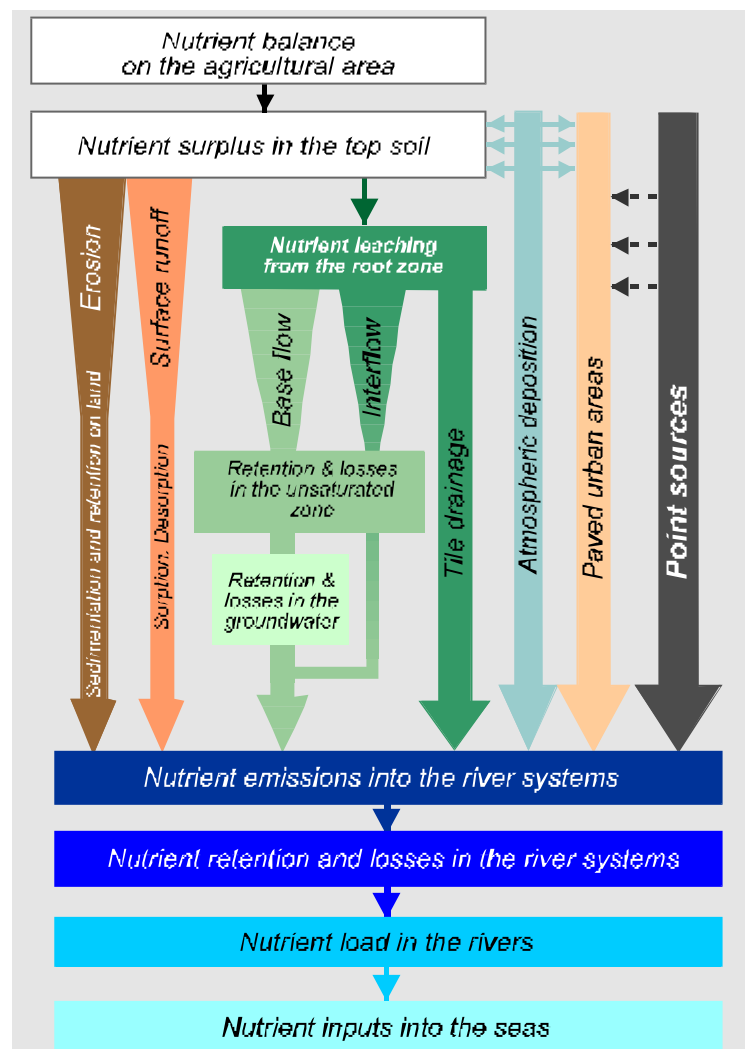 Nutrient balance
on the agricultural area
Nutrient surplus in the top soil
Erosion
Sedimentation and retention on land
Surface runoff
Sorption. Desorption
Nutrient leaching
from the root zone
Base flow
Interflow
Retention & losses
in the unsaturated
zone
Retention &
losses in the
groundwater
Tile drainage
Atmospheric deposition
Paved urban areas
Point sources
Nutrient emissions into the river systems
Nutrient retention and losses in the river systems
Nutrient load in the rivers
Nutrient inputs into the seas